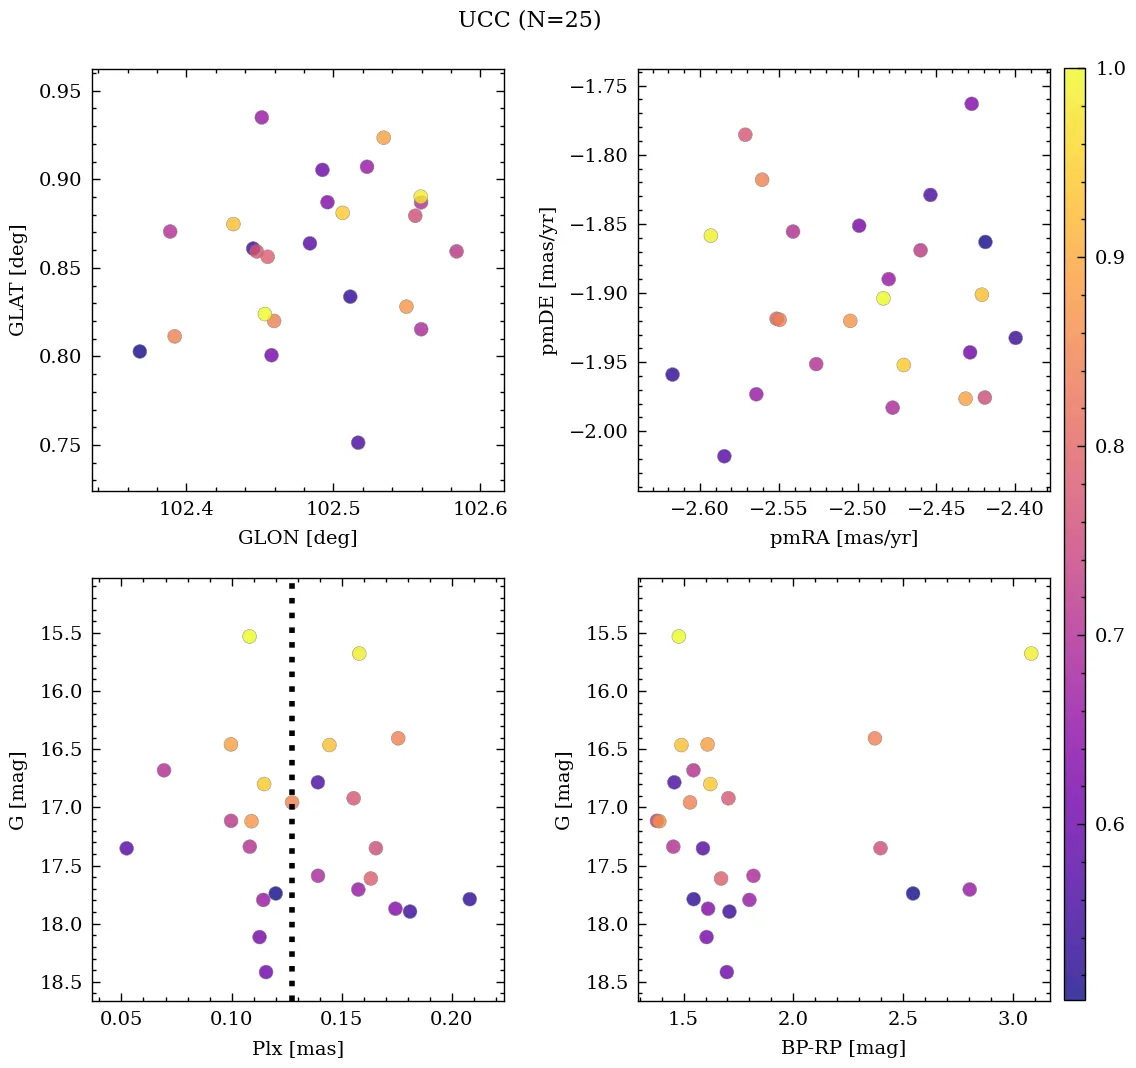 UCC (N=25)
0.95
0.90
0.85
0.80
0.75
GLAT [deg]
102.4 102.5 102.6
GLON [deg]
−1.75
−1.80
−1.85
−1.90
−1.95
−2.00
pmDE [mas/yr]
−2.60 −2.55 −2.50 −2.45 −2.40
pmRA [mas/yr]
1.0
0.9
0.8
0.7
0.6
15.5
16.0
16.5
17.0
17.5
18.0
18.5
G [mag]
0.05 0.10 0.15 0.20
Plx [mas]
15.5
16.0
16.5
17.0
17.5
18.0
18.5
G [mag]
1.5 2.0 2.5 3.0
BP-RP [mag]